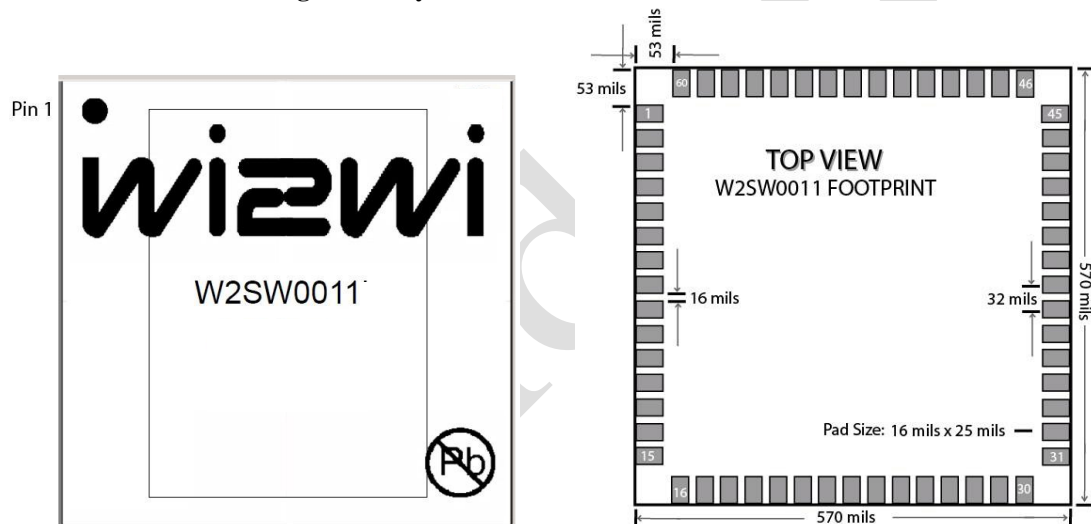 Pin 1
wi2wi
W2SW0011
Pb
53 mils
53 mils
60
46
1
45
TOP VIEW
W2SW0011 FOOTPRINT
16 mils
32 mils
570 mils
Pad Size: 16 mils x 25 mils
15
31
16
30
570 mils